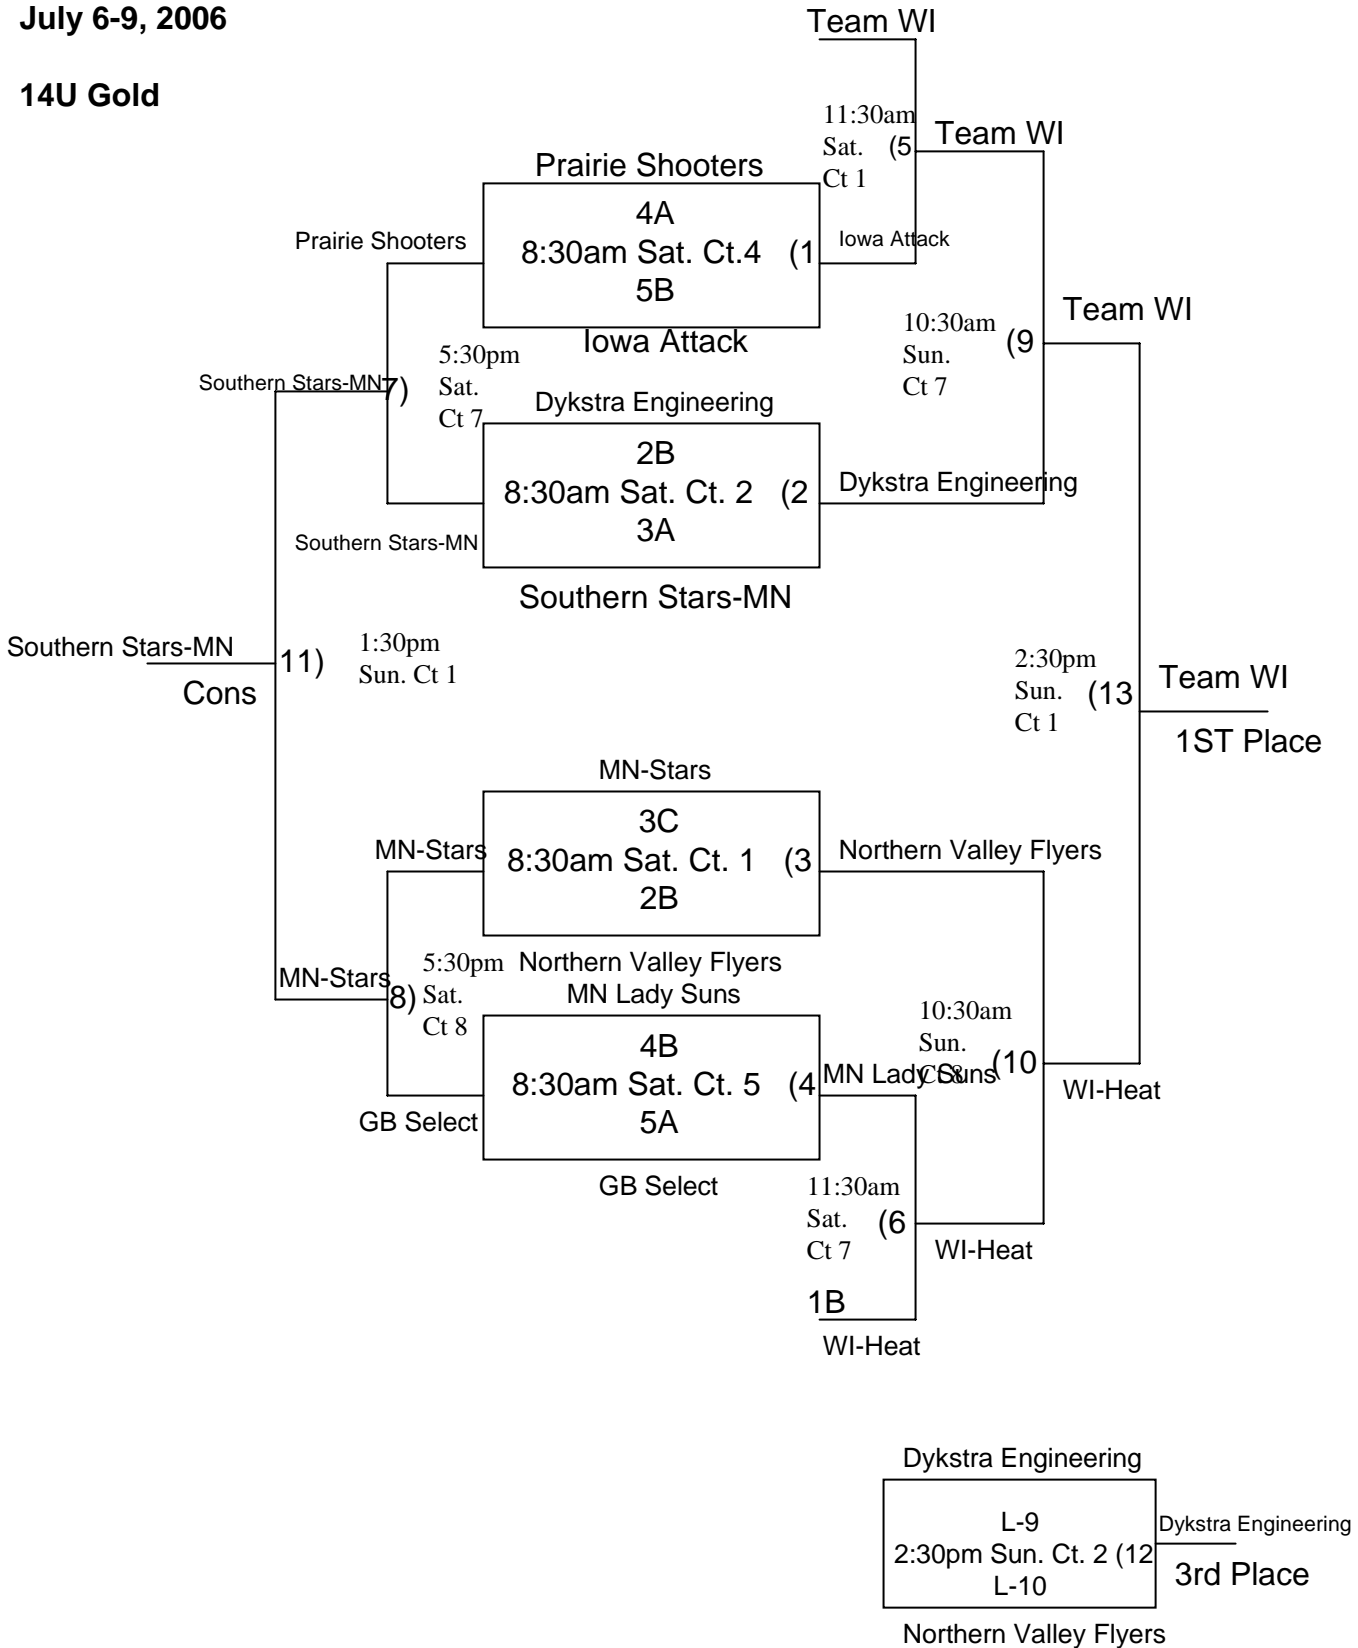 July 6-9, 2006
Team WI
14U Gold
11:30am
Sat. (5
Ct 1
Team WI
Prairie Shooters
4A
8:30am Sat. Ct.4 (1
5B
Iowa Attack
Prairie Shooters
Iowa Attack
10:30am
Sun. (9
Ct 7
Team WI
Southern Stars-MN
7)
5:30pm
Sat.
Ct 7
Dykstra Engineering
2B
8:30am Sat. Ct. 2 (2
3A
Southern Stars-MN
Dykstra Engineering
Southern Stars-MN
Southern Stars-MN
11)
Cons
1:30pm
Sun. Ct 1
2:30pm
Sun. (13
Ct 1
Team WI
1ST Place
MN-Stars
3C
8:30am Sat. Ct. 1 (3
2B
Northern Valley Flyers
MN-Stars
Northern Valley Flyers
MN-Stars
8)
5:30pm
Sat.
Ct 8
MN Lady Suns
4B
8:30am Sat. Ct. 5 (4
5A
GB Select
GB Select
MN Lady Suns
10:30am
Sun. (10
Ct 8
WI-Heat
11:30am
Sat. (6
Ct 7
WI-Heat
1B
WI-Heat
Dykstra Engineering
L-9
2:30pm Sun. Ct. 2 (12
L-10
Northern Valley Flyers
Dykstra Engineering
3rd Place